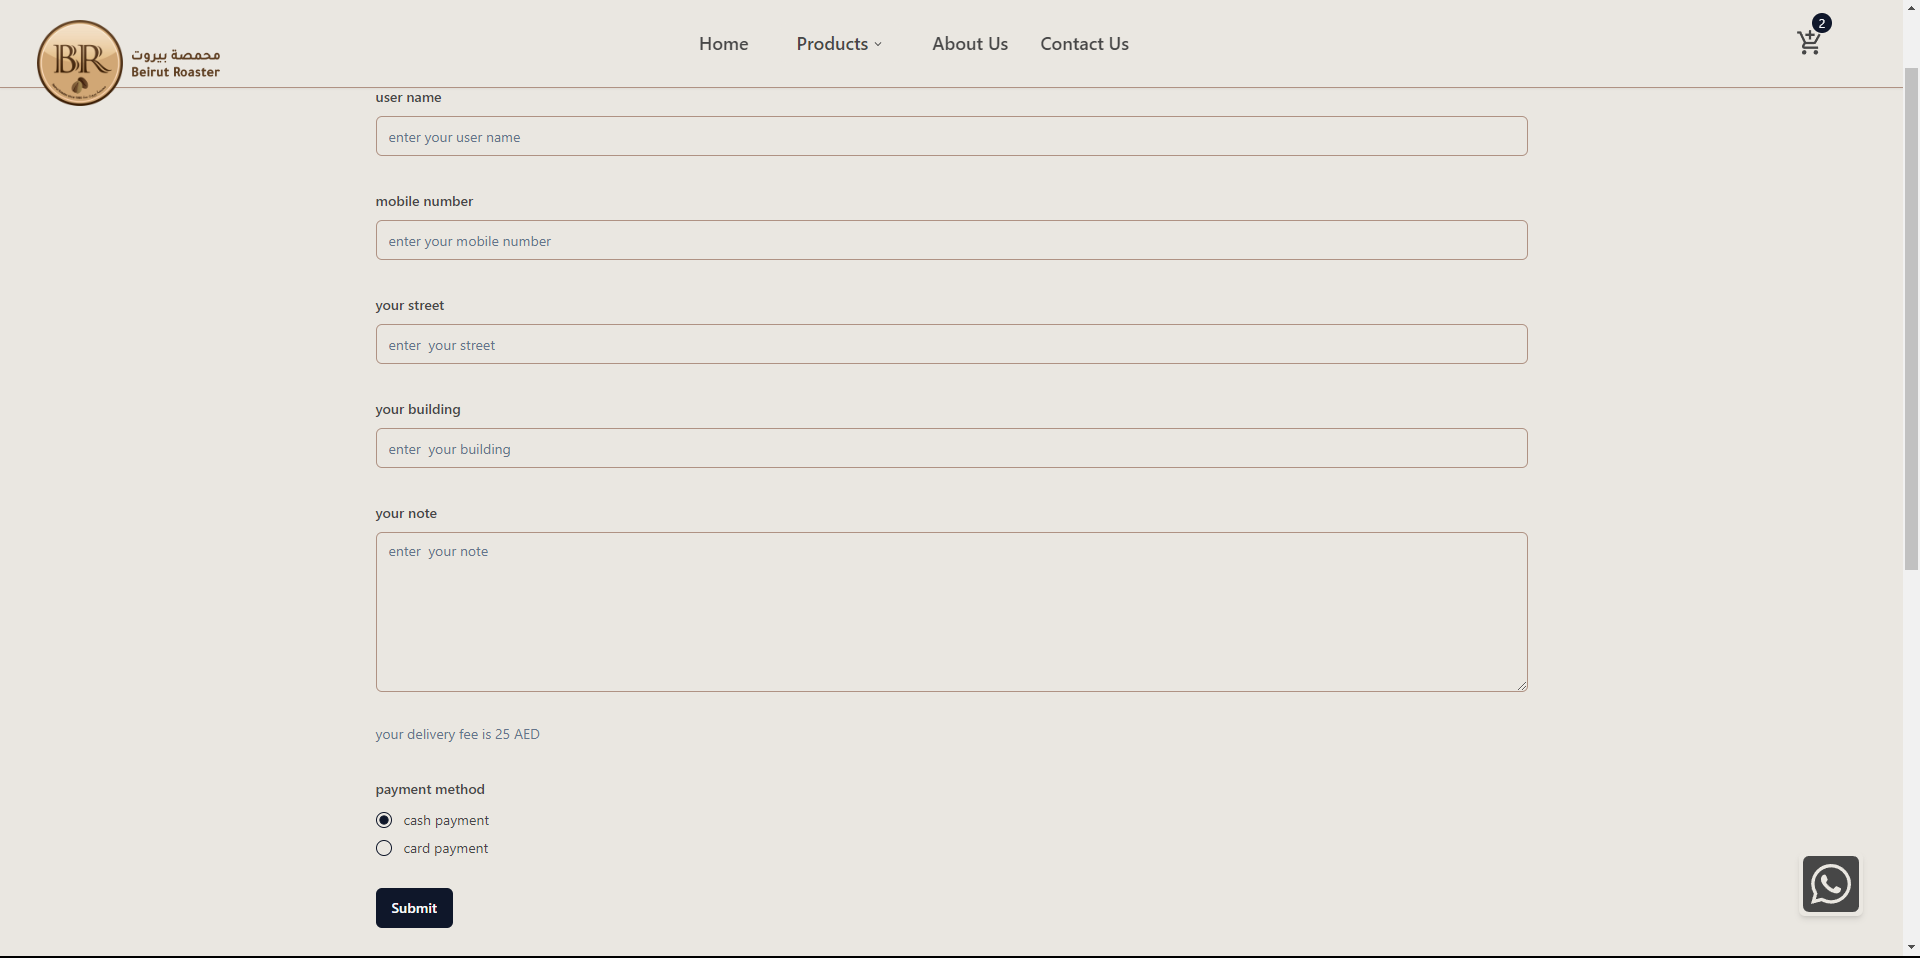 BR
محمصة بيروت
Beirut Roaster
Home
Products
About Us
Contact Us
2
user name
enter your user name
mobile number
enter your mobile number
your street
enter  your street
your building
enter  your building
your note
enter  your note
your delivery fee is 25 AED
payment method
cash payment
card payment
Submit